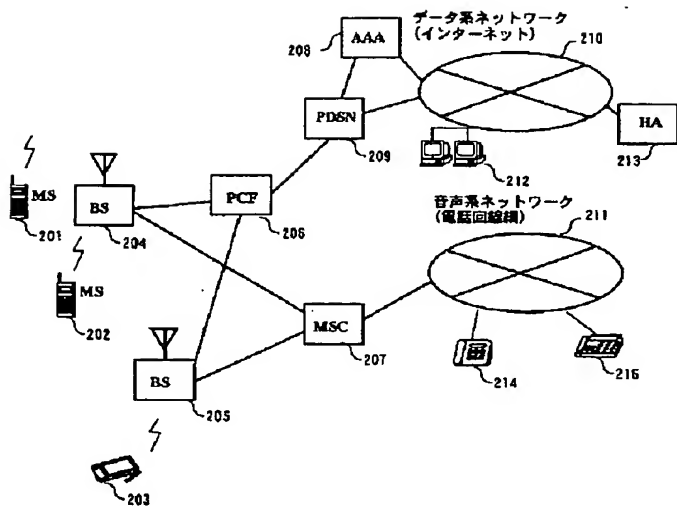 データ系ネットワーク
(インターネット)
AAA
208
210
PDSN
209
HA
213
212
MS
201
BS
204
PCF
206
音声系ネットワーク
(電話回線網)
211
MS
202
MSC
207
214
216
BS
205
203